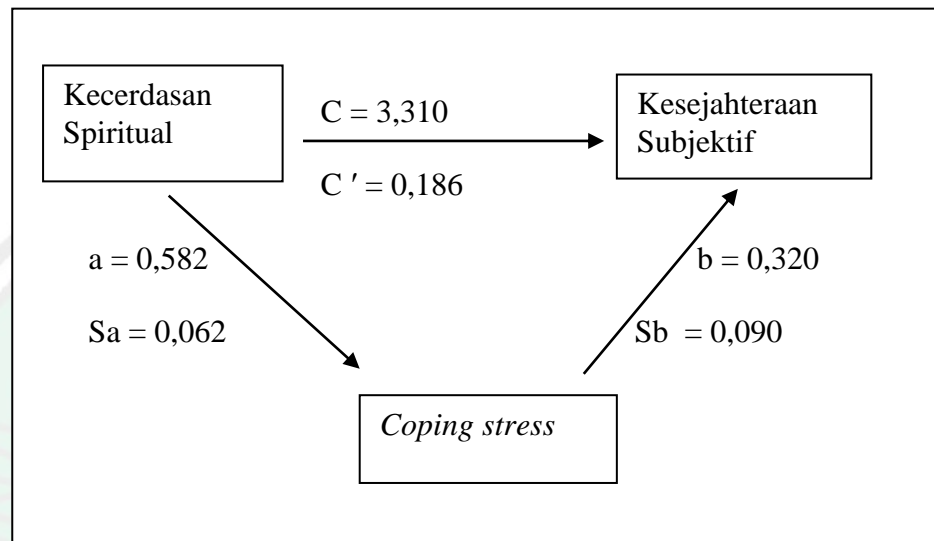 Kecerdasan
Spiritual
C = 3,310
C ' = 0,186
Kesejahteraan
Subjektif
a = 0,582
Sa = 0,062
b = 0,320
Sb  = 0,090
Coping stress